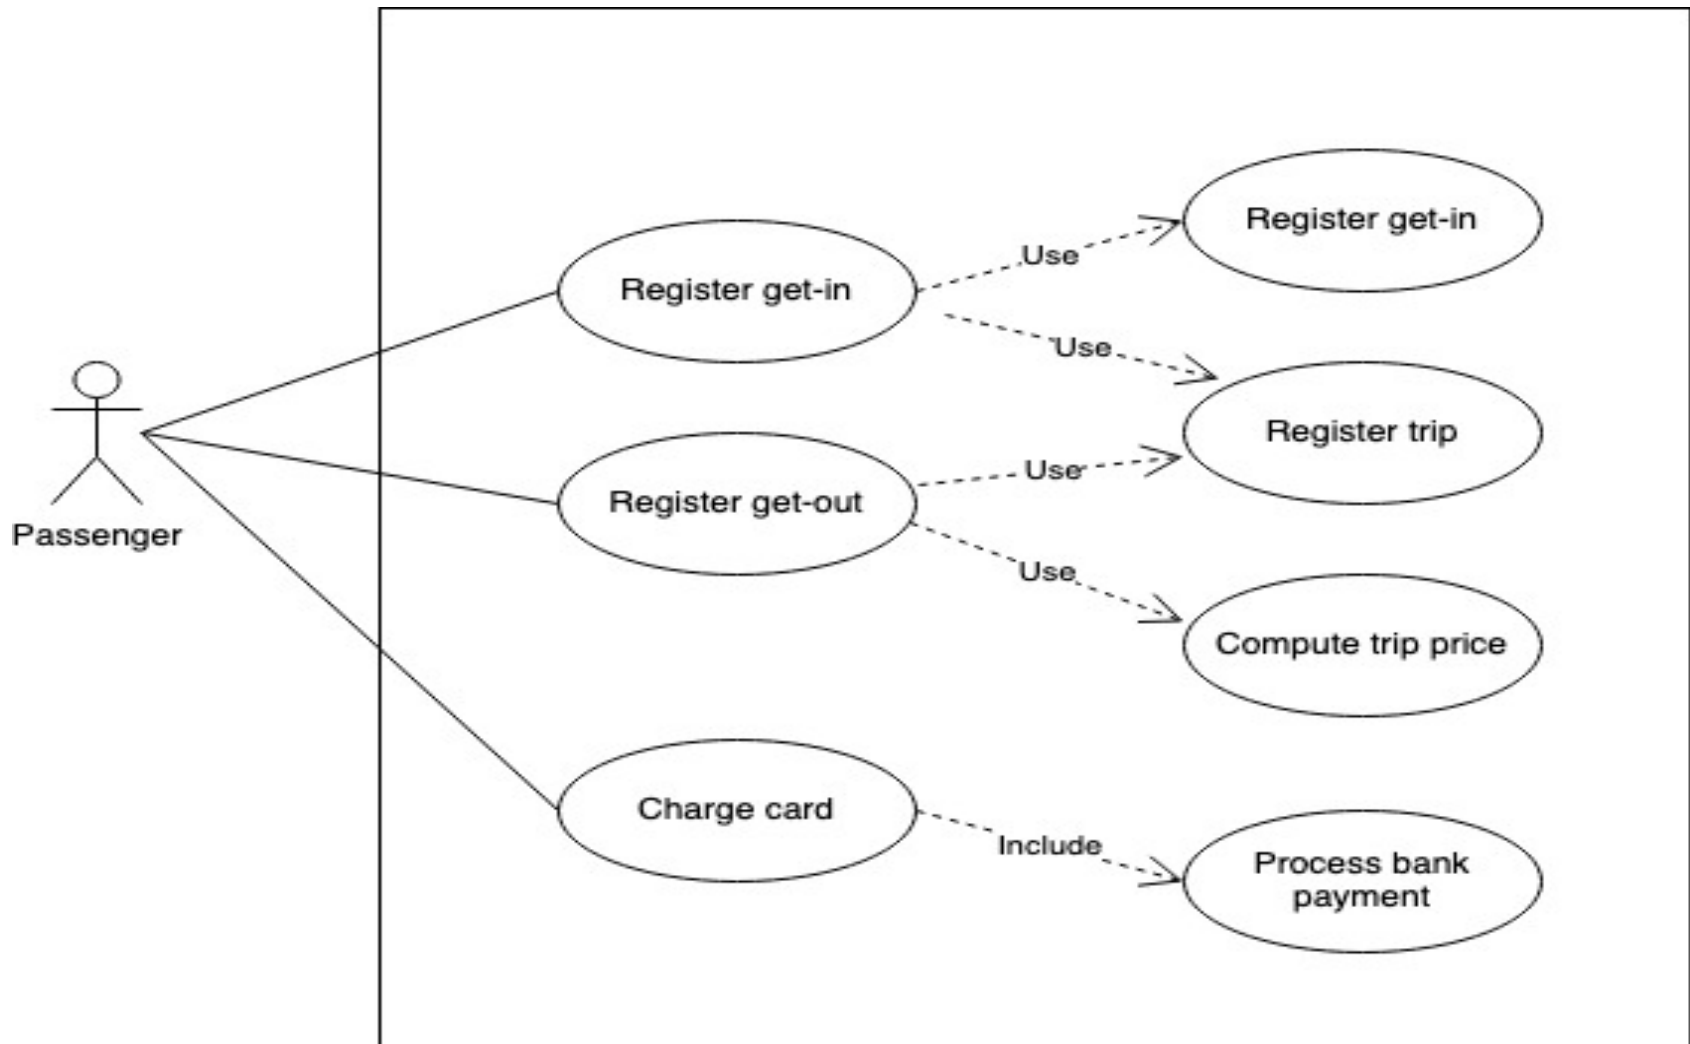 Register get-in
Use
Register get-in
Use
Register trip
Passenger
Register get-out
Use
Use
Compute trip price
Charge card
Include
Process bank
payment